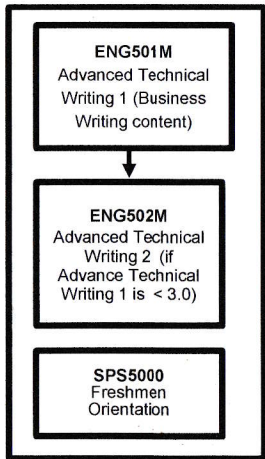 ENG501M
Advanced Technical
Writing 1 (Business
Writing content)
ENG502M
Advanced Technical
Writing 2 (if
Advance Technical
Writing 1 is < 3.0)
SPS5000
Freshmen
Orientation